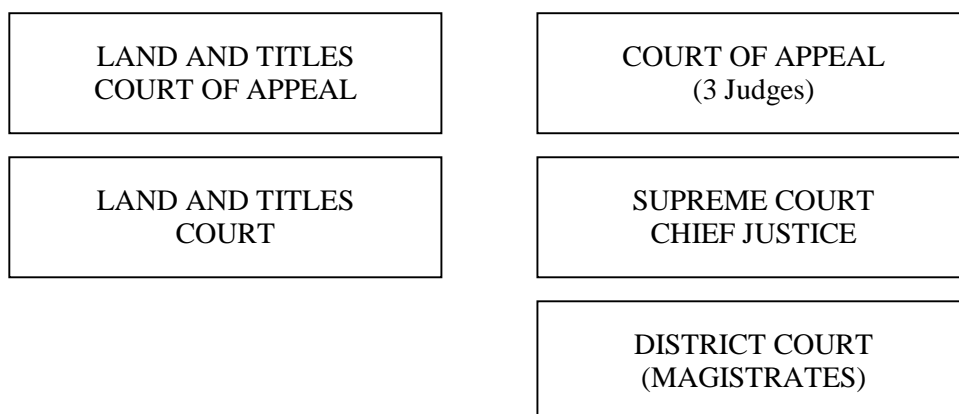 LAND AND TITLES
COURT OF APPEAL
COURT OF APPEAL
(3 Judges)
LAND AND TITLES
COURT
SUPREME COURT
CHIEF JUSTICE
DISTRICT COURT
(MAGISTRATES)